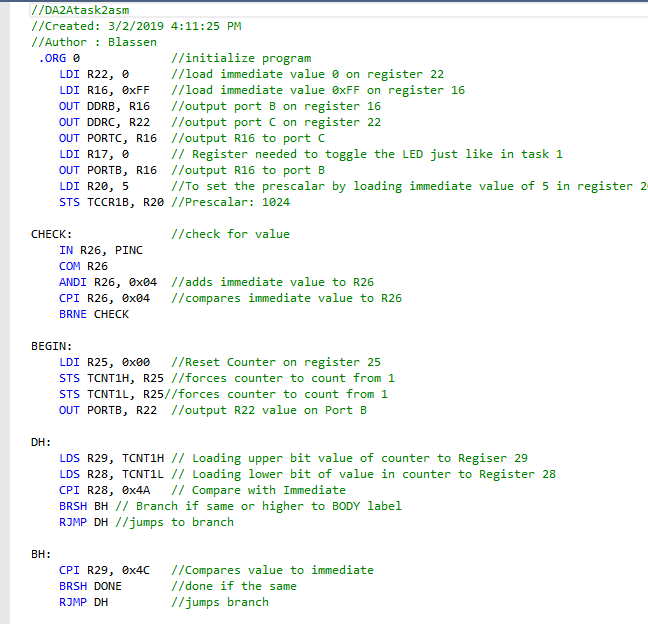 //DA2Atask2asm
//Created: 3/2/2019 4:11:25 PM
//Author : Blassen
.ORG 0 //initialize program
LDI R22, 0 //load immediate value 0 on register 22
LDI R16, 0xFF //load immediate value 0xFF on register 16
OUT DDRB, R16 //output port B on register 16
OUT DDRC, R22 //output port C on register 22
OUT PORTC, R16 //output R16 to port C
LDI R17, 0 // Register needed to toggle the LED just like in task 1
OUT PORTB, R16 //output R16 to port B
LDI R20, 5 //To set the prescalar by loading immediate value of 5 in register 2
STS TCCR1B, R20 //Prescalar: 1024
CHECK: //check for value
IN R26, PINC
COM R26
ANDI R26, 0x04 //adds immediate value to R26
CPI R26, 0x04 //compares immediate value to R26
BRNE CHECK
BEGIN:
LDI R25, 0x00 //Reset Counter on register 25
STS TCNT1H, R25 //forces counter to count from 1
STS TCNT1L, R25//forces counter to count from 1
OUT PORTB, R22 //output R22 value on Port B
DH:
LDS R29, TCNT1H // Loading upper bit value of counter to Regiser 29
LDS R28, TCNT1L // Loading lower bit of value in counter to Register 28
CPI R28, 0x4A // Compare with Immediate
BRSH BH // Branch if same or higher to BODY label
RJMP DH //jumps to branch
BH:
CPI R29, 0x4C //Compares value to immediate
BRSH DONE //done if the same
RJMP DH //jumps branch